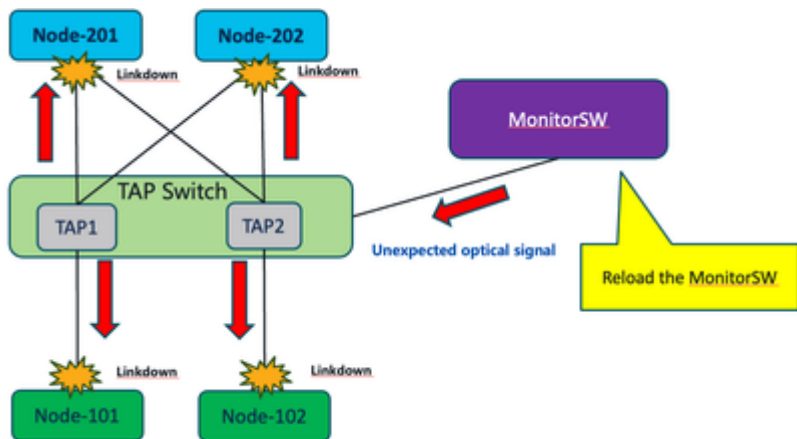 Node-201
Node-202
Linkdown
Linkdown
MonitorSW
TAP Switch
TAP1
TAP2
Unexpected optical signal
Reload the MonitorSW
Linkdown
Linkdown
Node-101
Node-102